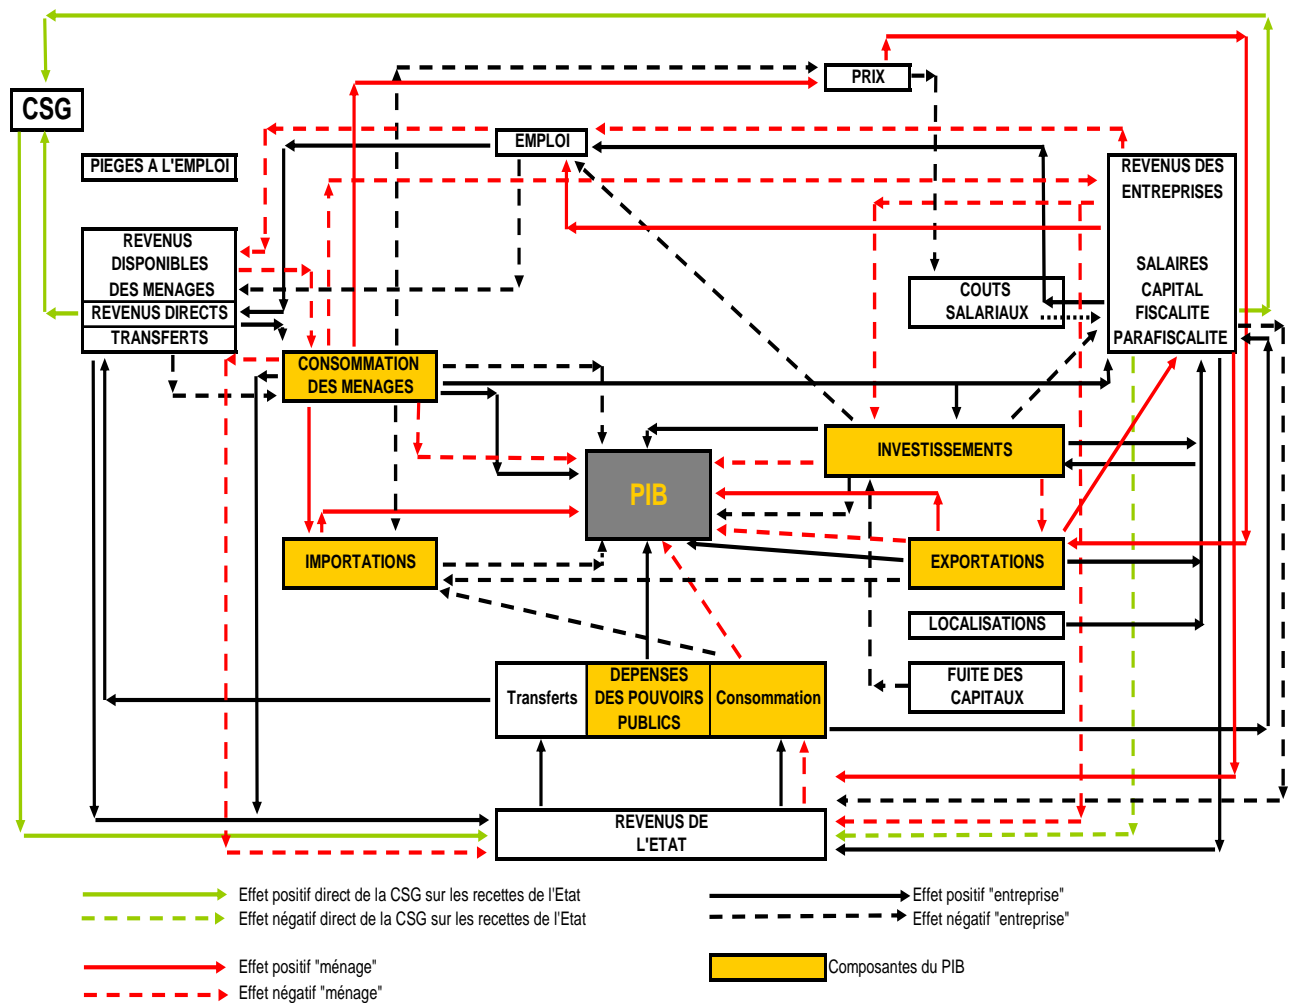 PRIX
CSG
EMPLOI
PIEGES A L'EMPLOI
REVENUS DES
ENTREPRISES
SALAIRES
CAPITAL
FISCALITE
PARAFISCALITE
REVENUS
DISPONIBLES
DES MENAGES
REVENUS DIRECTS
TRANSFERTS
COUTS
SALARIAUX
CONSOMMATION
DES MENAGES
INVESTISSEMENTS
PIB
IMPORTATIONS
EXPORTATIONS
LOCALISATIONS
Transferts
DEPENSES
DES POUVOIRS
PUBLICS
Consommation
FUITE DES
CAPITAUX
REVENUS DE
L'ETAT
Effet positif direct de la CSG sur les recettes de l'Etat
Effet négatif direct de la CSG sur les recettes de l'Etat
Effet positif "entreprise"
Effet négatif "entreprise"
Effet positif "ménage"
Effet négatif "ménage"
Composantes du PIB